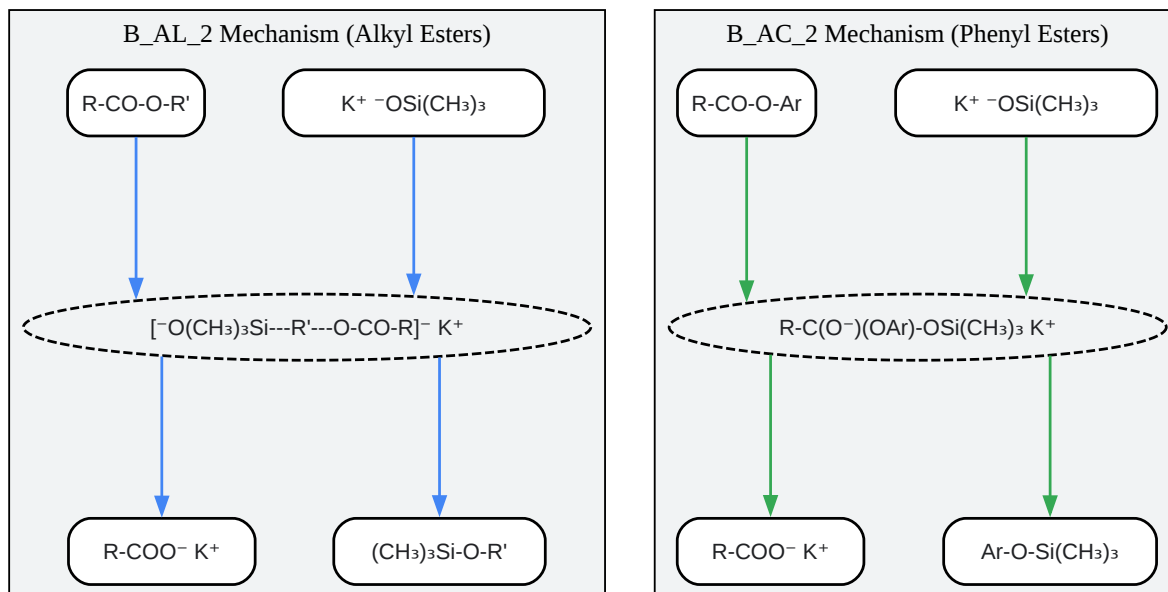 B_AL_2 Mechanism (Alkyl Esters)
R-CO-O-R'
K⁺ ⁻OSi(CH₃)₃
[⁻O(CH₃)₃Si---R'---O-CO-R]⁻ K⁺
R-COO⁻ K⁺
(CH₃)₃Si-O-R'
B_AC_2 Mechanism (Phenyl Esters)
R-CO-O-Ar
K⁺ ⁻OSi(CH₃)₃
R-C(O⁻)(OAr)-OSi(CH₃)₃ K⁺
R-COO⁻ K⁺
Ar-O-Si(CH₃)₃